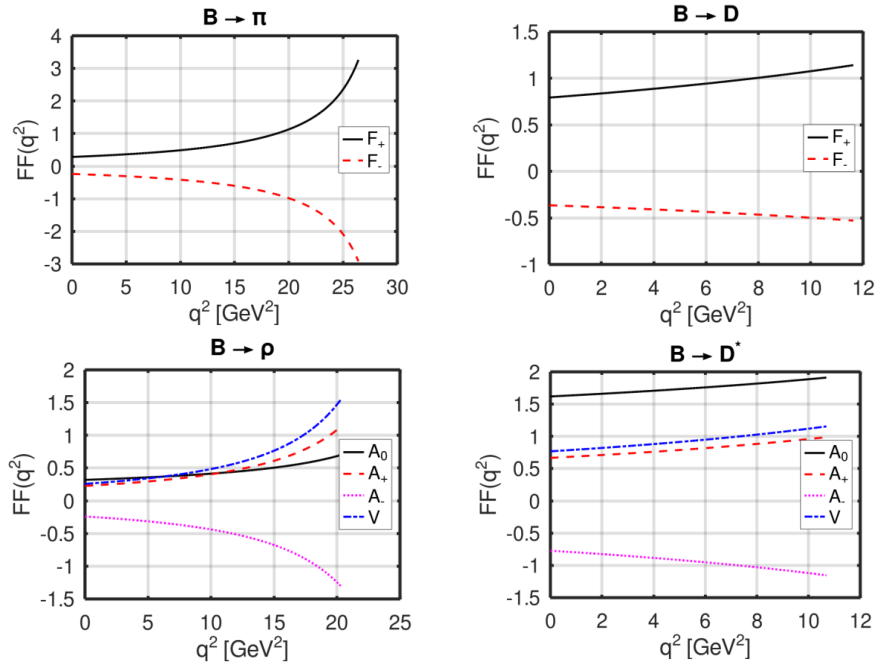 B → π
4
3
2
1
0
-1
-2
-3
FF(q²)
0 5 10 15 20 25 30
q² [GeV²]
F₊
F₋
B → D
1.5
1
0.5
0
-0.5
-1
FF(q²)
0 2 4 6 8 10 12
q² [GeV²]
F₊
F₋
B → ρ
2
1.5
1
0.5
0
-0.5
-1
-1.5
FF(q²)
0 5 10 15 20 25
q² [GeV²]
A₀
A₊
A₋
V
B → D*
2
1.5
1
0.5
0
-0.5
-1
-1.5
FF(q²)
0 2 4 6 8 10 12
q² [GeV²]
A₀
A₊
A₋
V